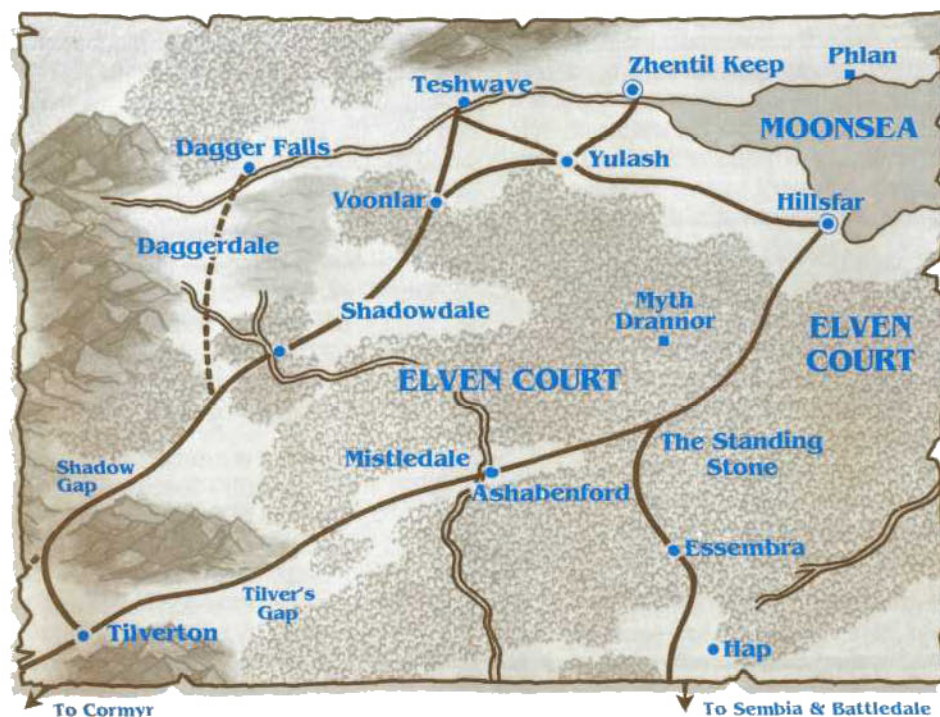 Phlan
Zhentil Keep
Teshwave
MOONSEA
Dagger Falls
Yulash
Voonlar
Hillsfar
Daggerdale
Shadowdale
Myth
Drannor
ELVEN
COURT
ELVEN COURT
The Standing
Stone
Mistledale
Shadow
Gap
Ashabenford
Essembra
Tilver's
Gap
Tilverton
Hap
To Cormyr
To Sembia & Battledale